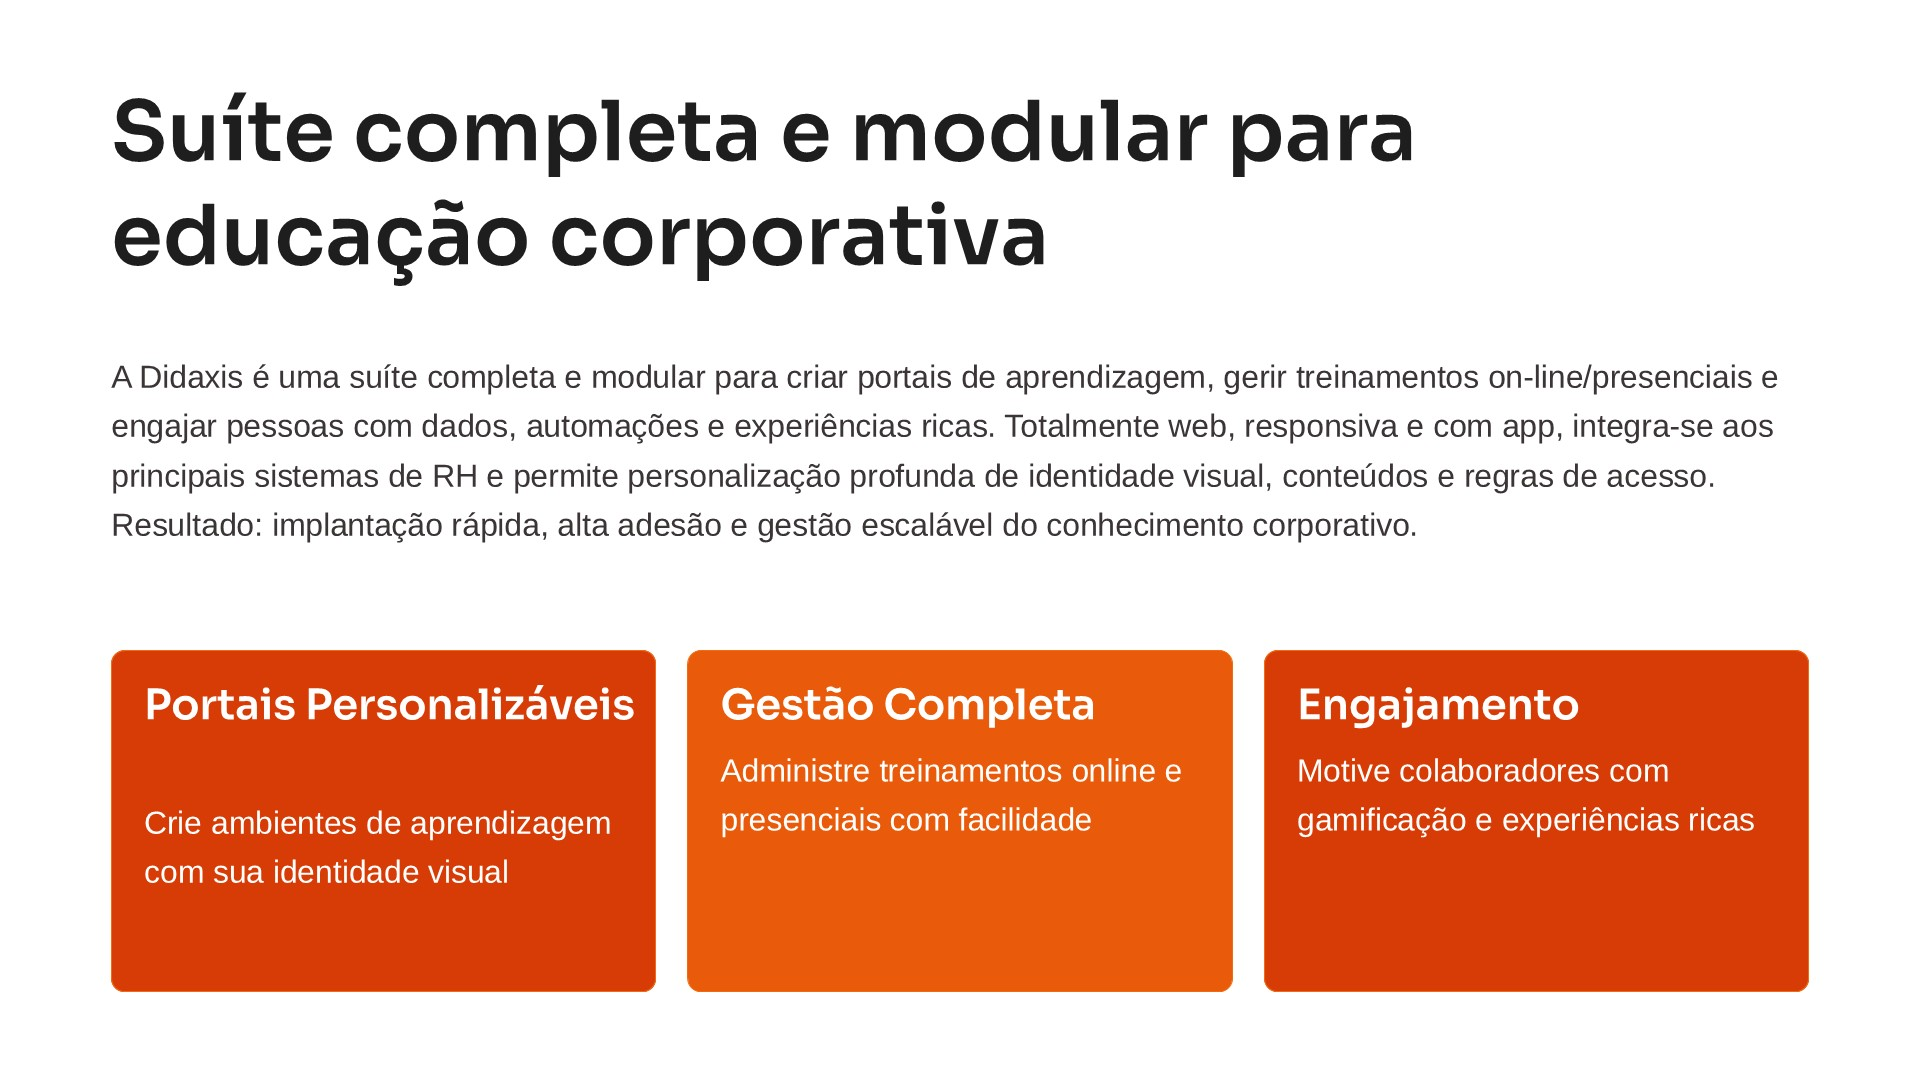 Suíte completa e modular para
educação corporativa
A Didaxis é uma suíte completa e modular para criar portais de aprendizagem, gerir treinamentos on-line/presenciais e
engajar pessoas com dados, automações e experiências ricas. Totalmente web, responsiva e com app, integra-se aos
principais sistemas de RH e permite personalização profunda de identidade visual, conteúdos e regras de acesso.
Resultado: implantação rápida, alta adesão e gestão escalável do conhecimento corporativo.
Portais Personalizáveis
Crie ambientes de aprendizagem
com sua identidade visual
Gestão Completa
Administre treinamentos online e
presenciais com facilidade
Engajamento
Motive colaboradores com
gamificação e experiências ricas